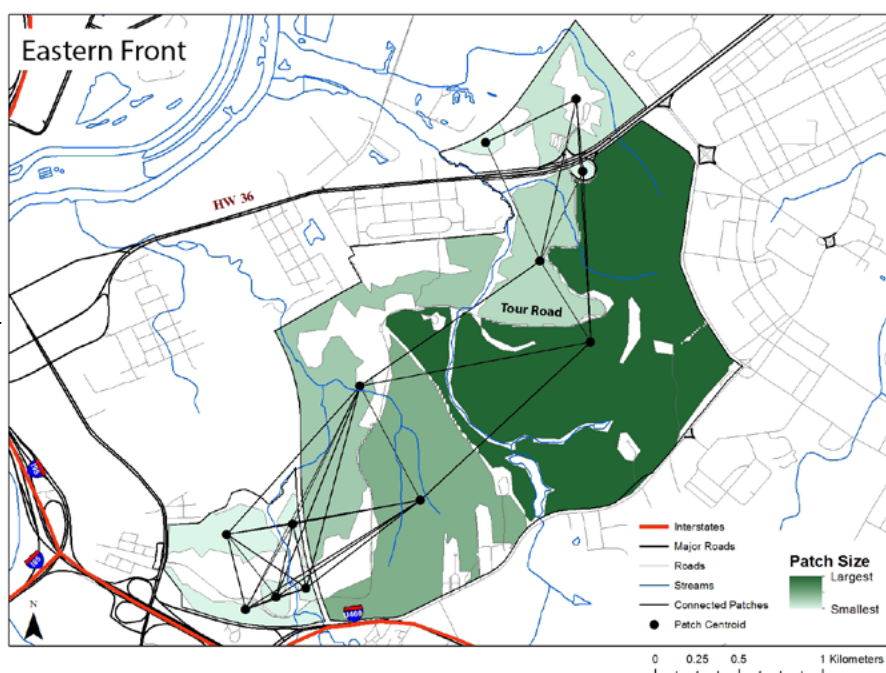 Eastern Front
HW 36
Tour Road
N
Interstates
Major Roads
Roads
Streams
Connected Patches
Patch Centroid
Patch Size
Largest
Smallest
0 0.25 0.5 1 Kilometers